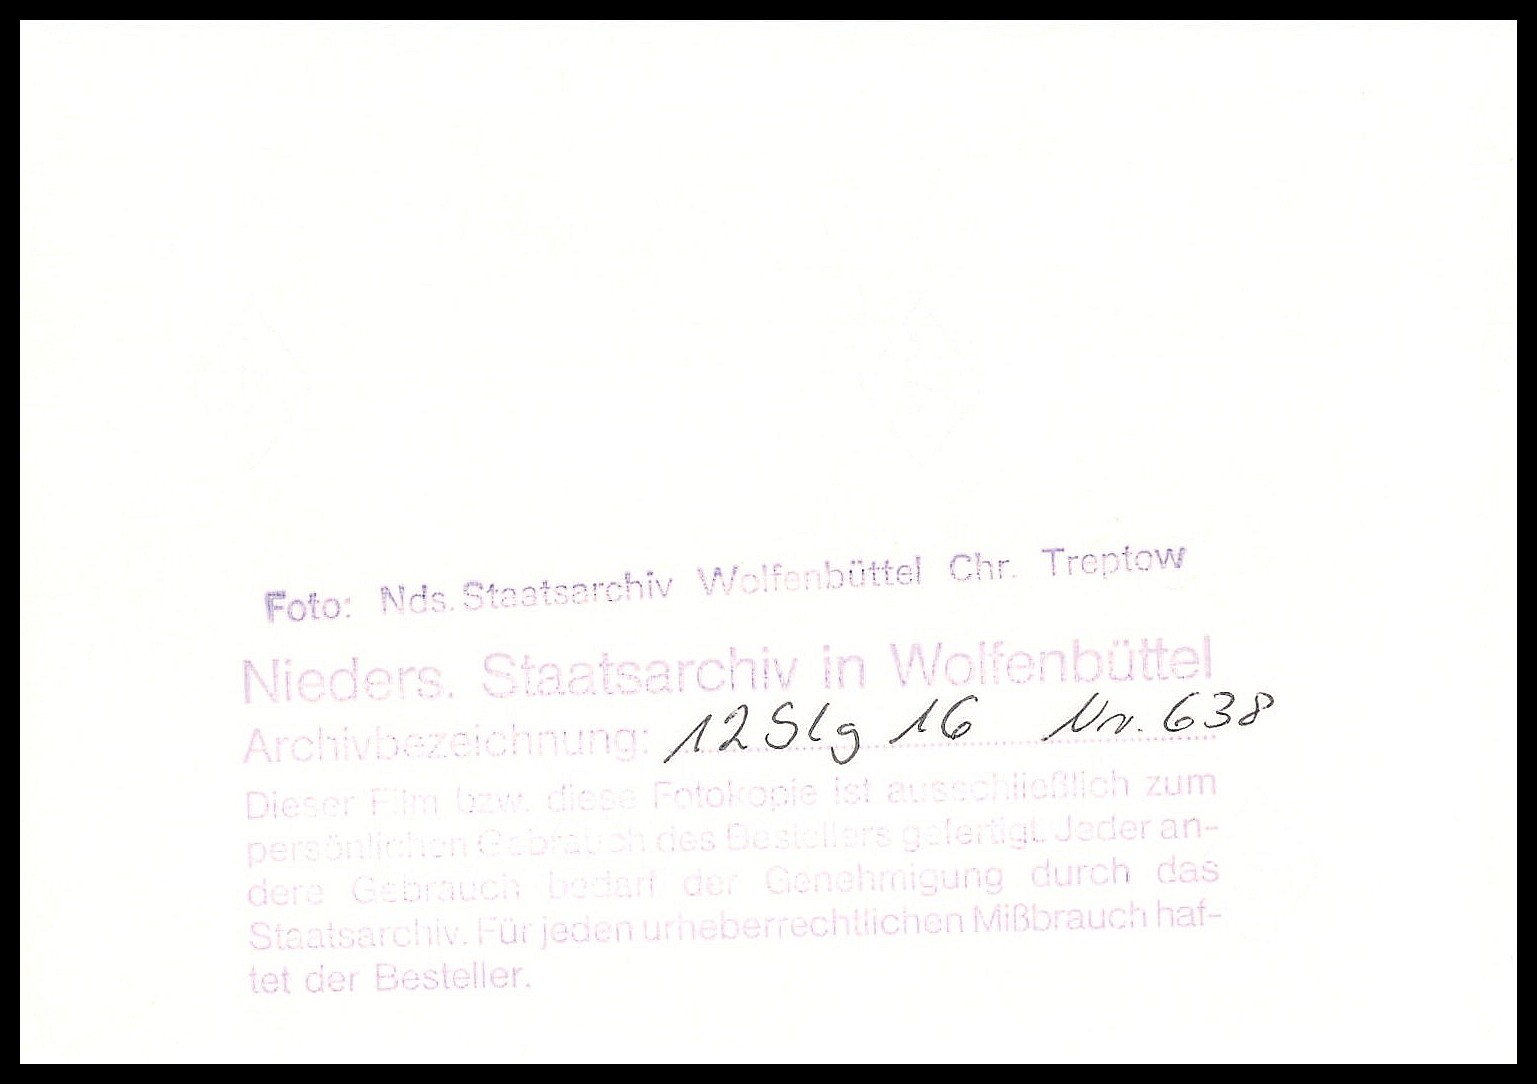 Foto: Nds. Staatsarchiv Wolfenbüttel Chr. Treptow
Nieders. Staatsarchiv in Wolfenbüttel
Archivbezeichnung: 12 Slg 16 Nr. 638
Dieser Film bzw. diese Fotokopie ist ausschließlich zum
persönlichen Gebrauch des Bestellers gefertigt. Jeder an-
dere Gebrauch bedarf der Genehmigung durch das
Staatsarchiv. Für jeden urheberrechtlichen Mißbrauch haf-
tet der Besteller.